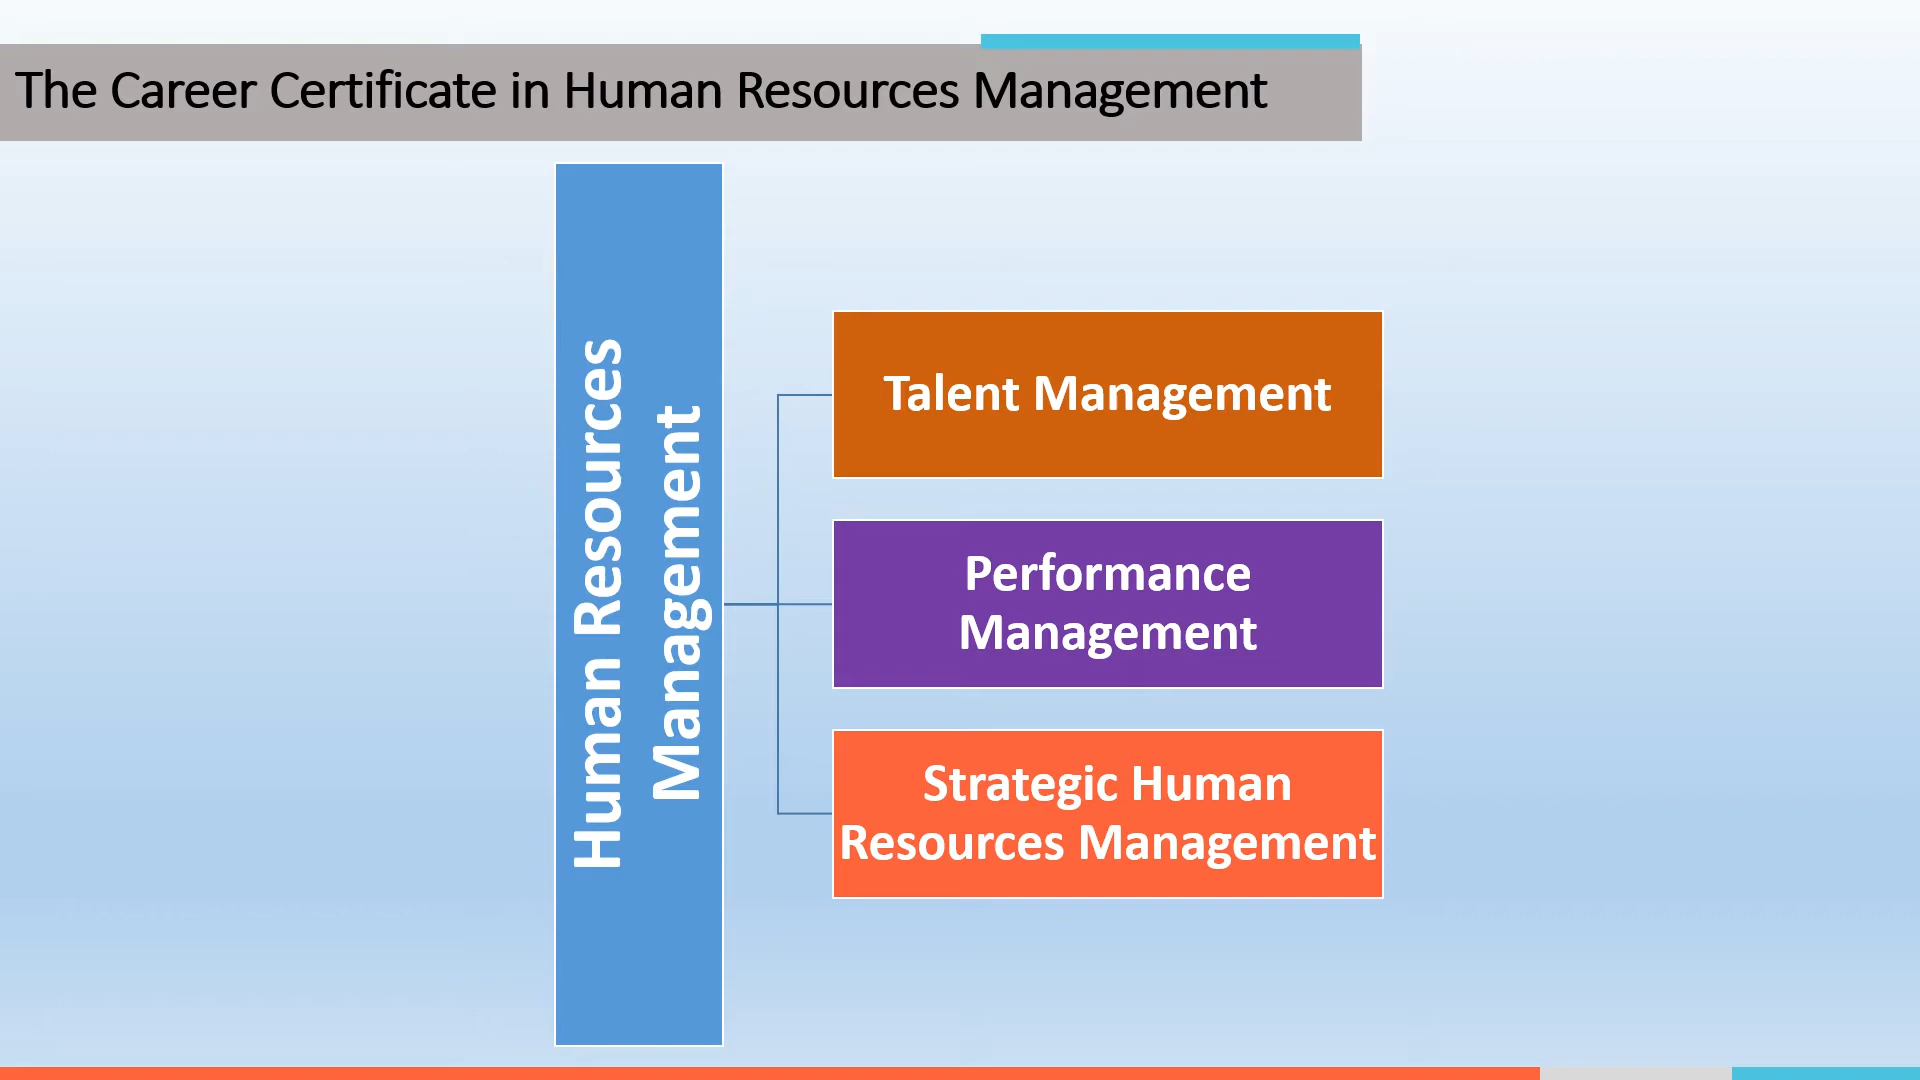 The Career Certificate in Human Resources Management
Human Resources
Management
Talent Management
Performance
Management
Strategic Human
Resources Management